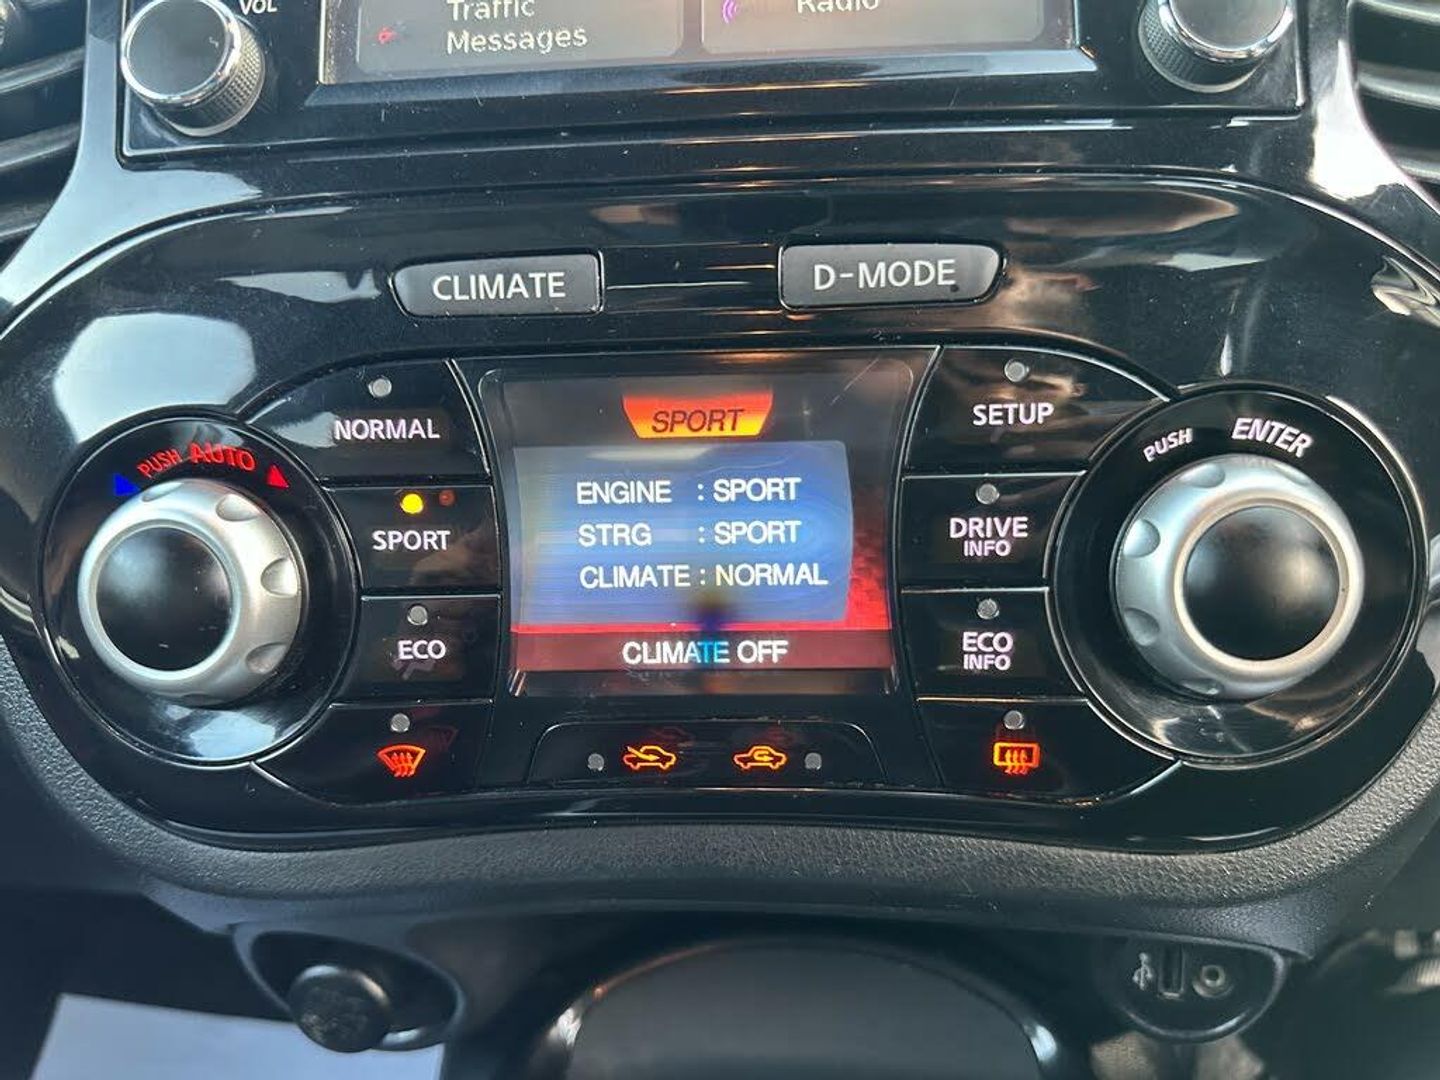 VOL
Traffic
Messages
Radio
CLIMATE
D-MODE
NORMAL
SPORT
SETUP
PUSH AUTO
PUSH ENTER
ENGINE : SPORT
SPORT
STRG : SPORT
DRIVE
INFO
CLIMATE : NORMAL
ECO
CLIMATE OFF
ECO
INFO